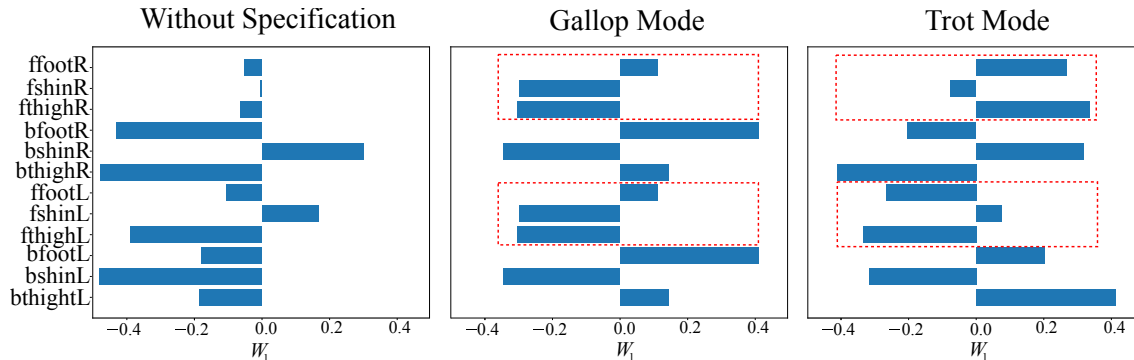 Without Specification
Gallop Mode
Trot Mode
ffootR
fshinR
fthighR
bfootR
bshinR
bthighR
ffootL
fshinL
fthighL
bfootL
bshinL
bthightL
−0.4 −0.2 0.0 0.2 0.4
W₁
−0.4 −0.2 0.0 0.2 0.4
W₁
−0.4 −0.2 0.0 0.2 0.4
W₁